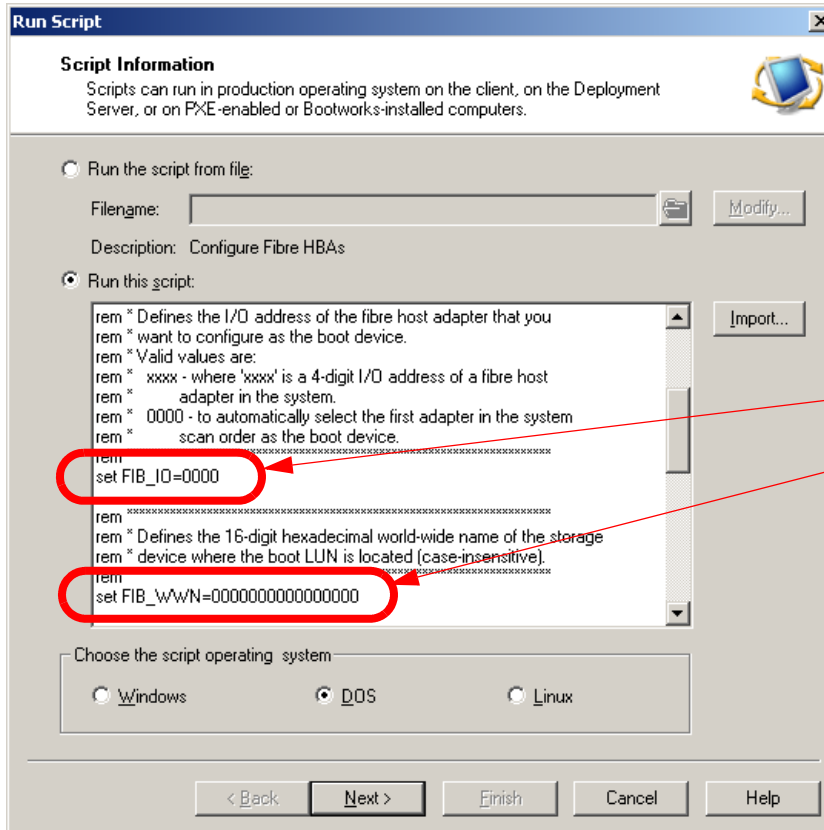 Run Script
Script Information
Scripts can run in production operating system on the client, on the Deployment
Server, or on PXE-enabled or Bootworks-installed computers.
Run the script from file:
Filename:
Modify...
Description: Configure Fibre HBAs
Run this script:
Import...
rem * Defines the I/O address of the fibre host adapter that you
rem * want to configure as the boot device.
rem * Valid values are:
rem * xxxx - where 'xxxx' is a 4-digit I/O address of a fibre host
rem * adapter in the system.
rem * 0000 - to automatically select the first adapter in the system
rem * scan order as the boot device.
rem ************************************************************
set FIB_IO=0000
rem ************************************************************
rem * Defines the 16-digit hexadecimal world-wide name of the storage
rem * device where the boot LUN is located (case-insensitive).
rem ************************************************************
set FIB_WWN=0000000000000000
Choose the script operating system
Windows
DOS
Linux
< Back
Next >
Finish
Cancel
Help